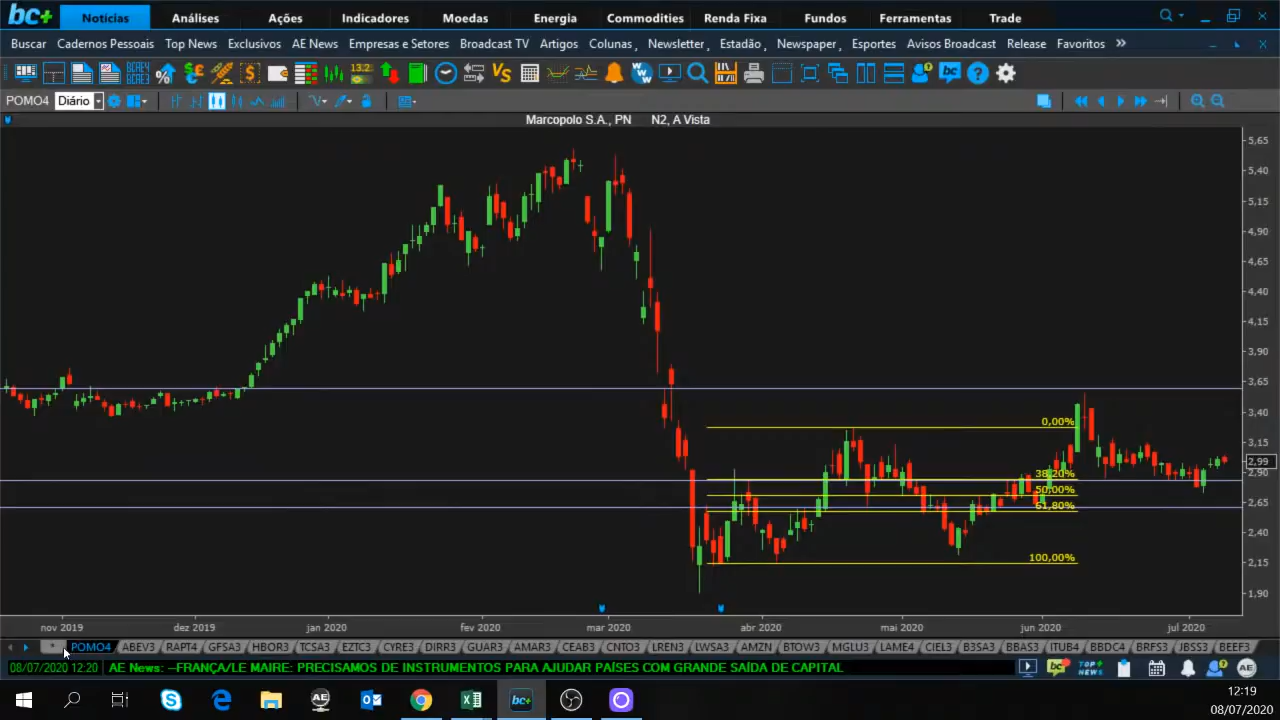 bc+ Notícias Análises Ações Indicadores Moedas Energia Commodities Renda Fixa Fundos Ferramentas Trade
Buscar Cadernos Pessoais Top News Exclusivos AE News Empresas e Setores Broadcast TV Artigos Colunas Newsletter Estadão Newspaper Esportes Avisos Broadcast Release Favoritos »
POMO4 Diário
Marcopolo S.A., PN N2, A Vista
5,65
5,40
5,15
4,90
4,65
4,40
4,15
3,90
3,65
3,40
3,15
2,99
2,90
2,65
2,40
2,15
1,90
0,00%
38,20%
50,00%
61,80%
100,00%
nov 2019 dez 2019 jan 2020 fev 2020 mar 2020 abr 2020 mai 2020 jun 2020 jul 2020
* POMO4 ABEV3 RAPT4 GFSA3 HBOR3 TCSA3 EZTC3 CYRE3 DIRR3 GUAR3 AMAR3 CEAB3 CNTO3 LREN3 LWSA3 AMZN BTOW3 MGLU3 LAME4 CIEL3 B3SA3 BBAS3 ITUB4 BBDC4 BRFS3 JBSS3 BEEF3
08/07/2020 12:20 AE News: --FRANÇA/LE MAIRE: PRECISAMOS DE INSTRUMENTOS PARA AJUDAR PAÍSES COM GRANDE SAÍDA DE CAPITAL
bc TOP+ NEWS AE
AE bc+
12:19
08/07/2020